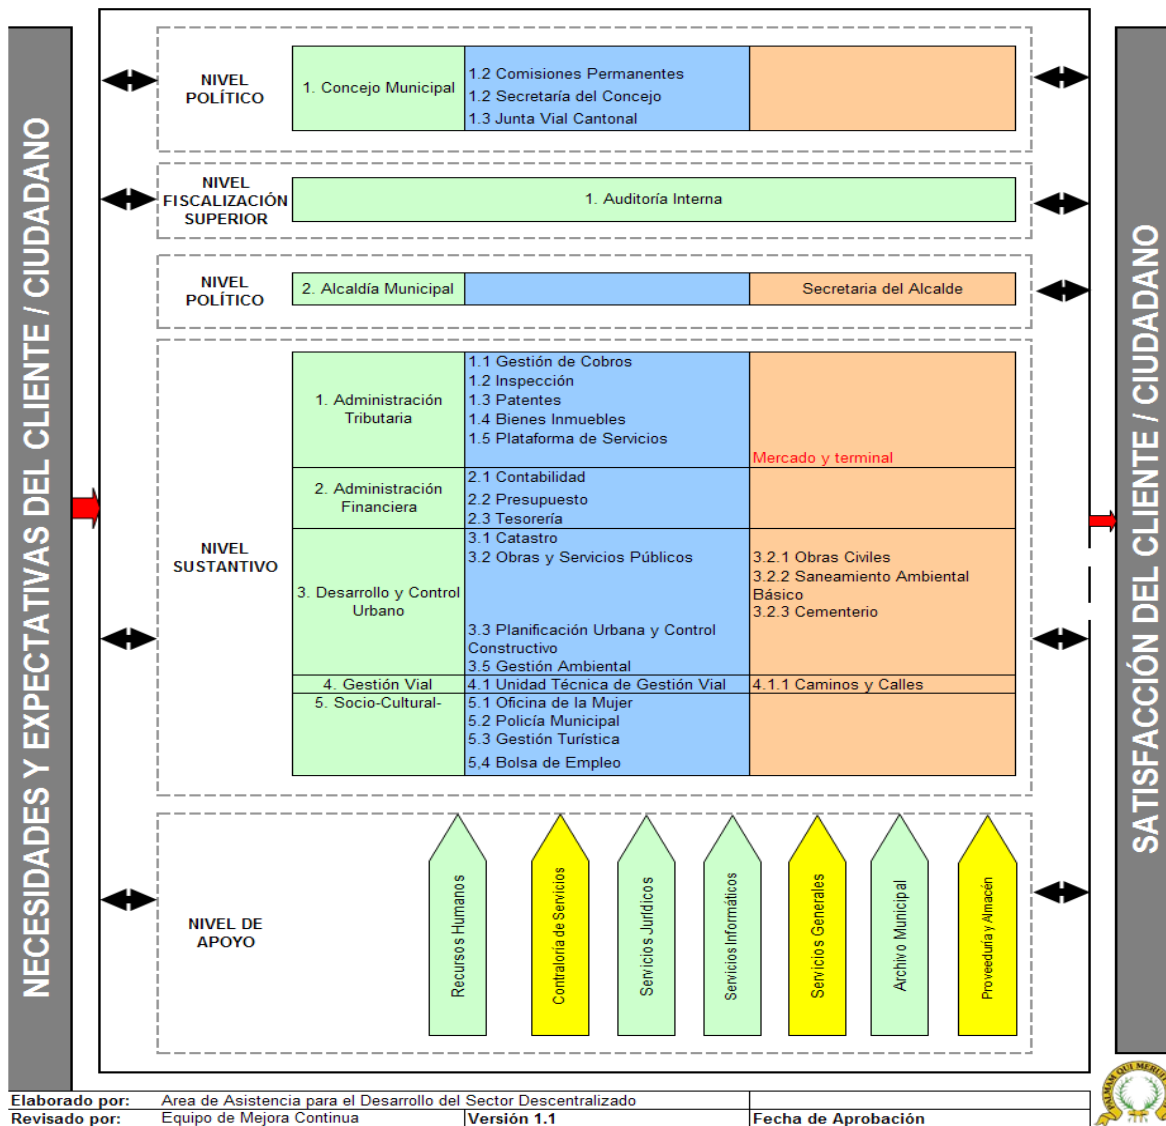 NECESIDADES Y EXPECTATIVAS DEL CLIENTE / CIUDADANO
NIVEL
POLÍTICO
1. Concejo Municipal
1.2 Comisiones Permanentes
1.2 Secretaría del Concejo
1.3 Junta Vial Cantonal
NIVEL
FISCALIZACIÓN
SUPERIOR
1. Auditoría Interna
NIVEL
POLÍTICO
2. Alcaldía Municipal
Secretaria del Alcalde
NIVEL
SUSTANTIVO
1. Administración
Tributaria
1.1 Gestión de Cobros
1.2 Inspección
1.3 Patentes
1.4 Bienes Inmuebles
1.5 Plataforma de Servicios
Mercado y terminal
2. Administración
Financiera
2.1 Contabilidad
2.2 Presupuesto
2.3 Tesorería
3. Desarrollo y Control
Urbano
3.1 Catastro
3.2 Obras y Servicios Públicos
3.2.1 Obras Civiles
3.2.2 Saneamiento Ambiental
Básico
3.2.3 Cementerio
3.3 Planificación Urbana y Control
Constructivo
3.5 Gestión Ambiental
4. Gestión Vial
4.1 Unidad Técnica de Gestión Vial
4.1.1 Caminos y Calles
5. Socio-Cultural-
5.1 Oficina de la Mujer
5.2 Policía Municipal
5.3 Gestión Turística
5,4 Bolsa de Empleo
NIVEL DE
APOYO
Recursos Humanos
Contraloría de Servicios
Servicios Jurídicos
Servicios Informáticos
Servicios Generales
Archivo Municipal
Proveeduría y Almacén
SATISFACCIÓN DEL CLIENTE / CIUDADANO
Elaborado por: Area de Asistencia para el Desarrollo del Sector Descentralizado
Revisado por: Equipo de Mejora Continua Versión 1.1 Fecha de Aprobación
PALMAM QUI